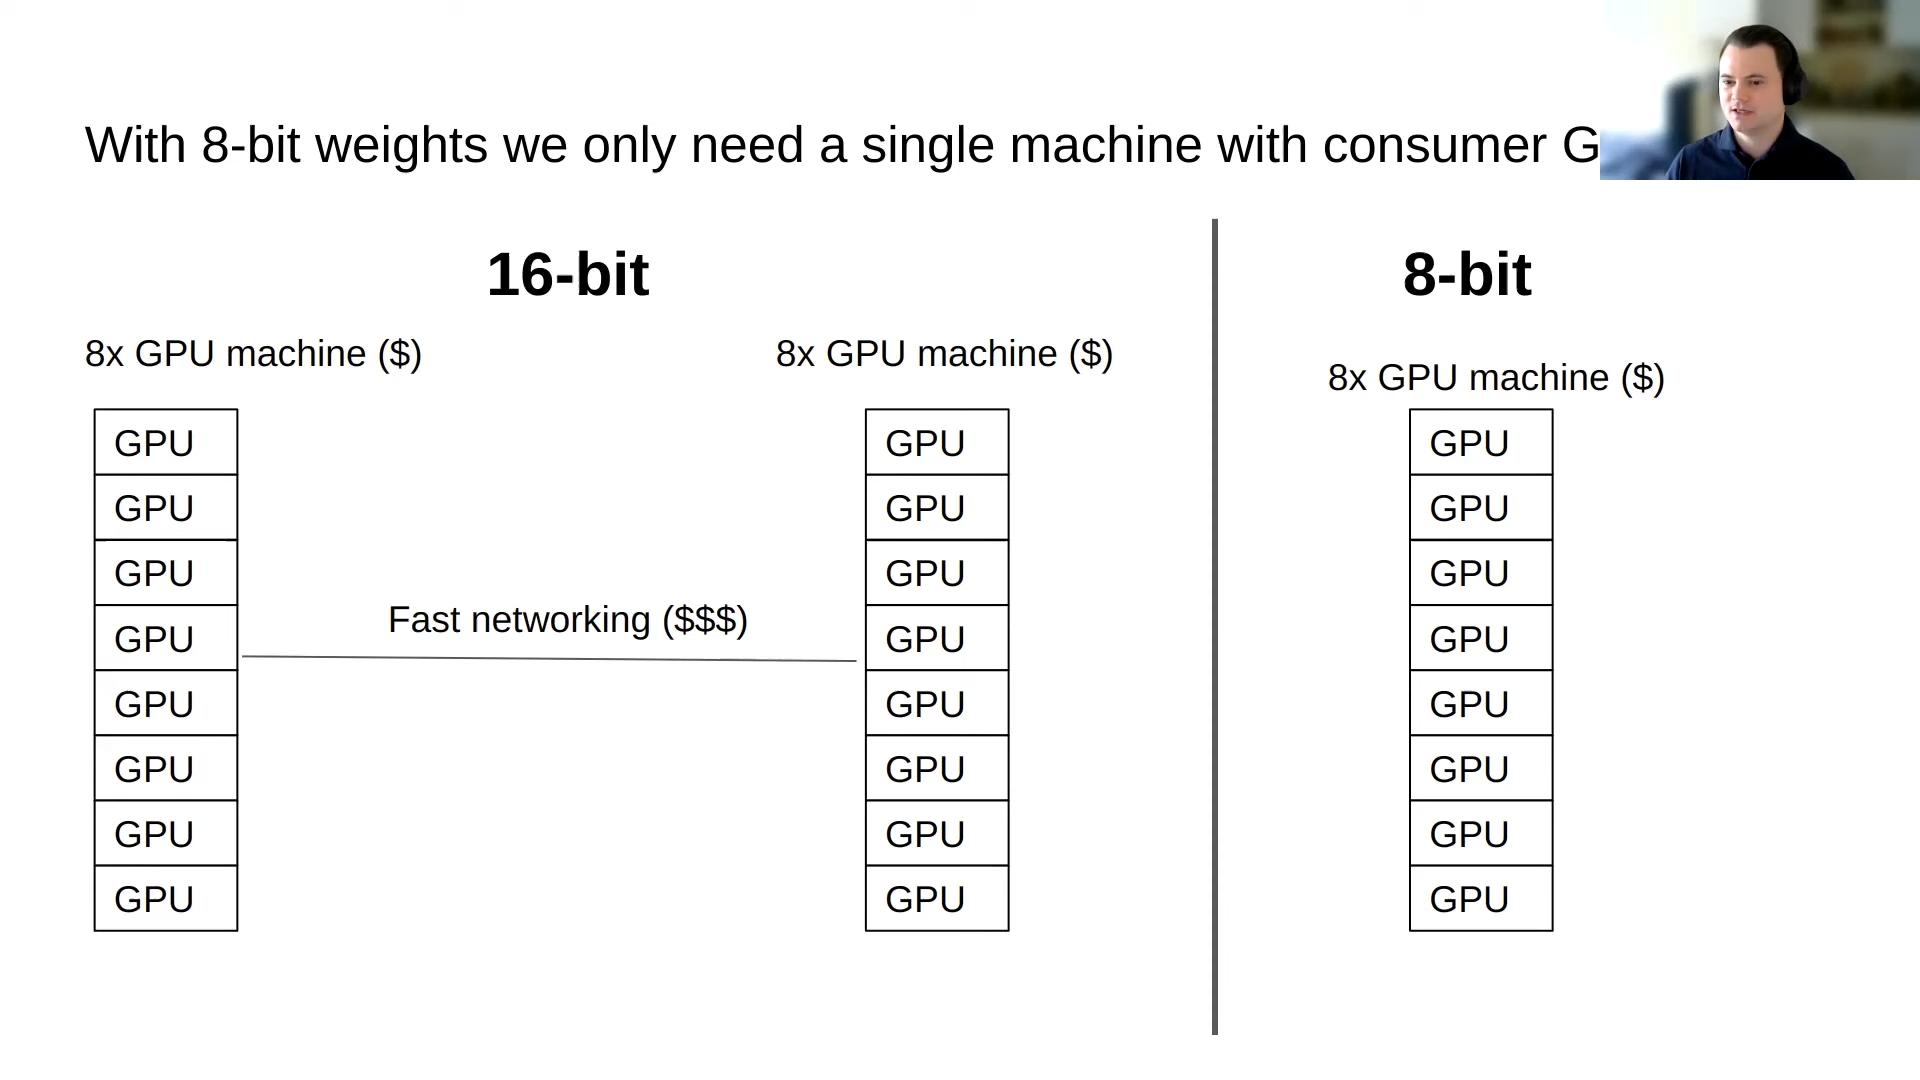 With 8-bit weights we only need a single machine with consumer
16-bit
8-bit
8x GPU machine ($)
8x GPU machine ($)
8x GPU machine ($)
GPU GPU GPU
GPU GPU GPU
GPU GPU GPU
Fast networking ($$$)
GPU GPU GPU
GPU GPU GPU
GPU GPU GPU
GPU GPU GPU
GPU GPU GPU